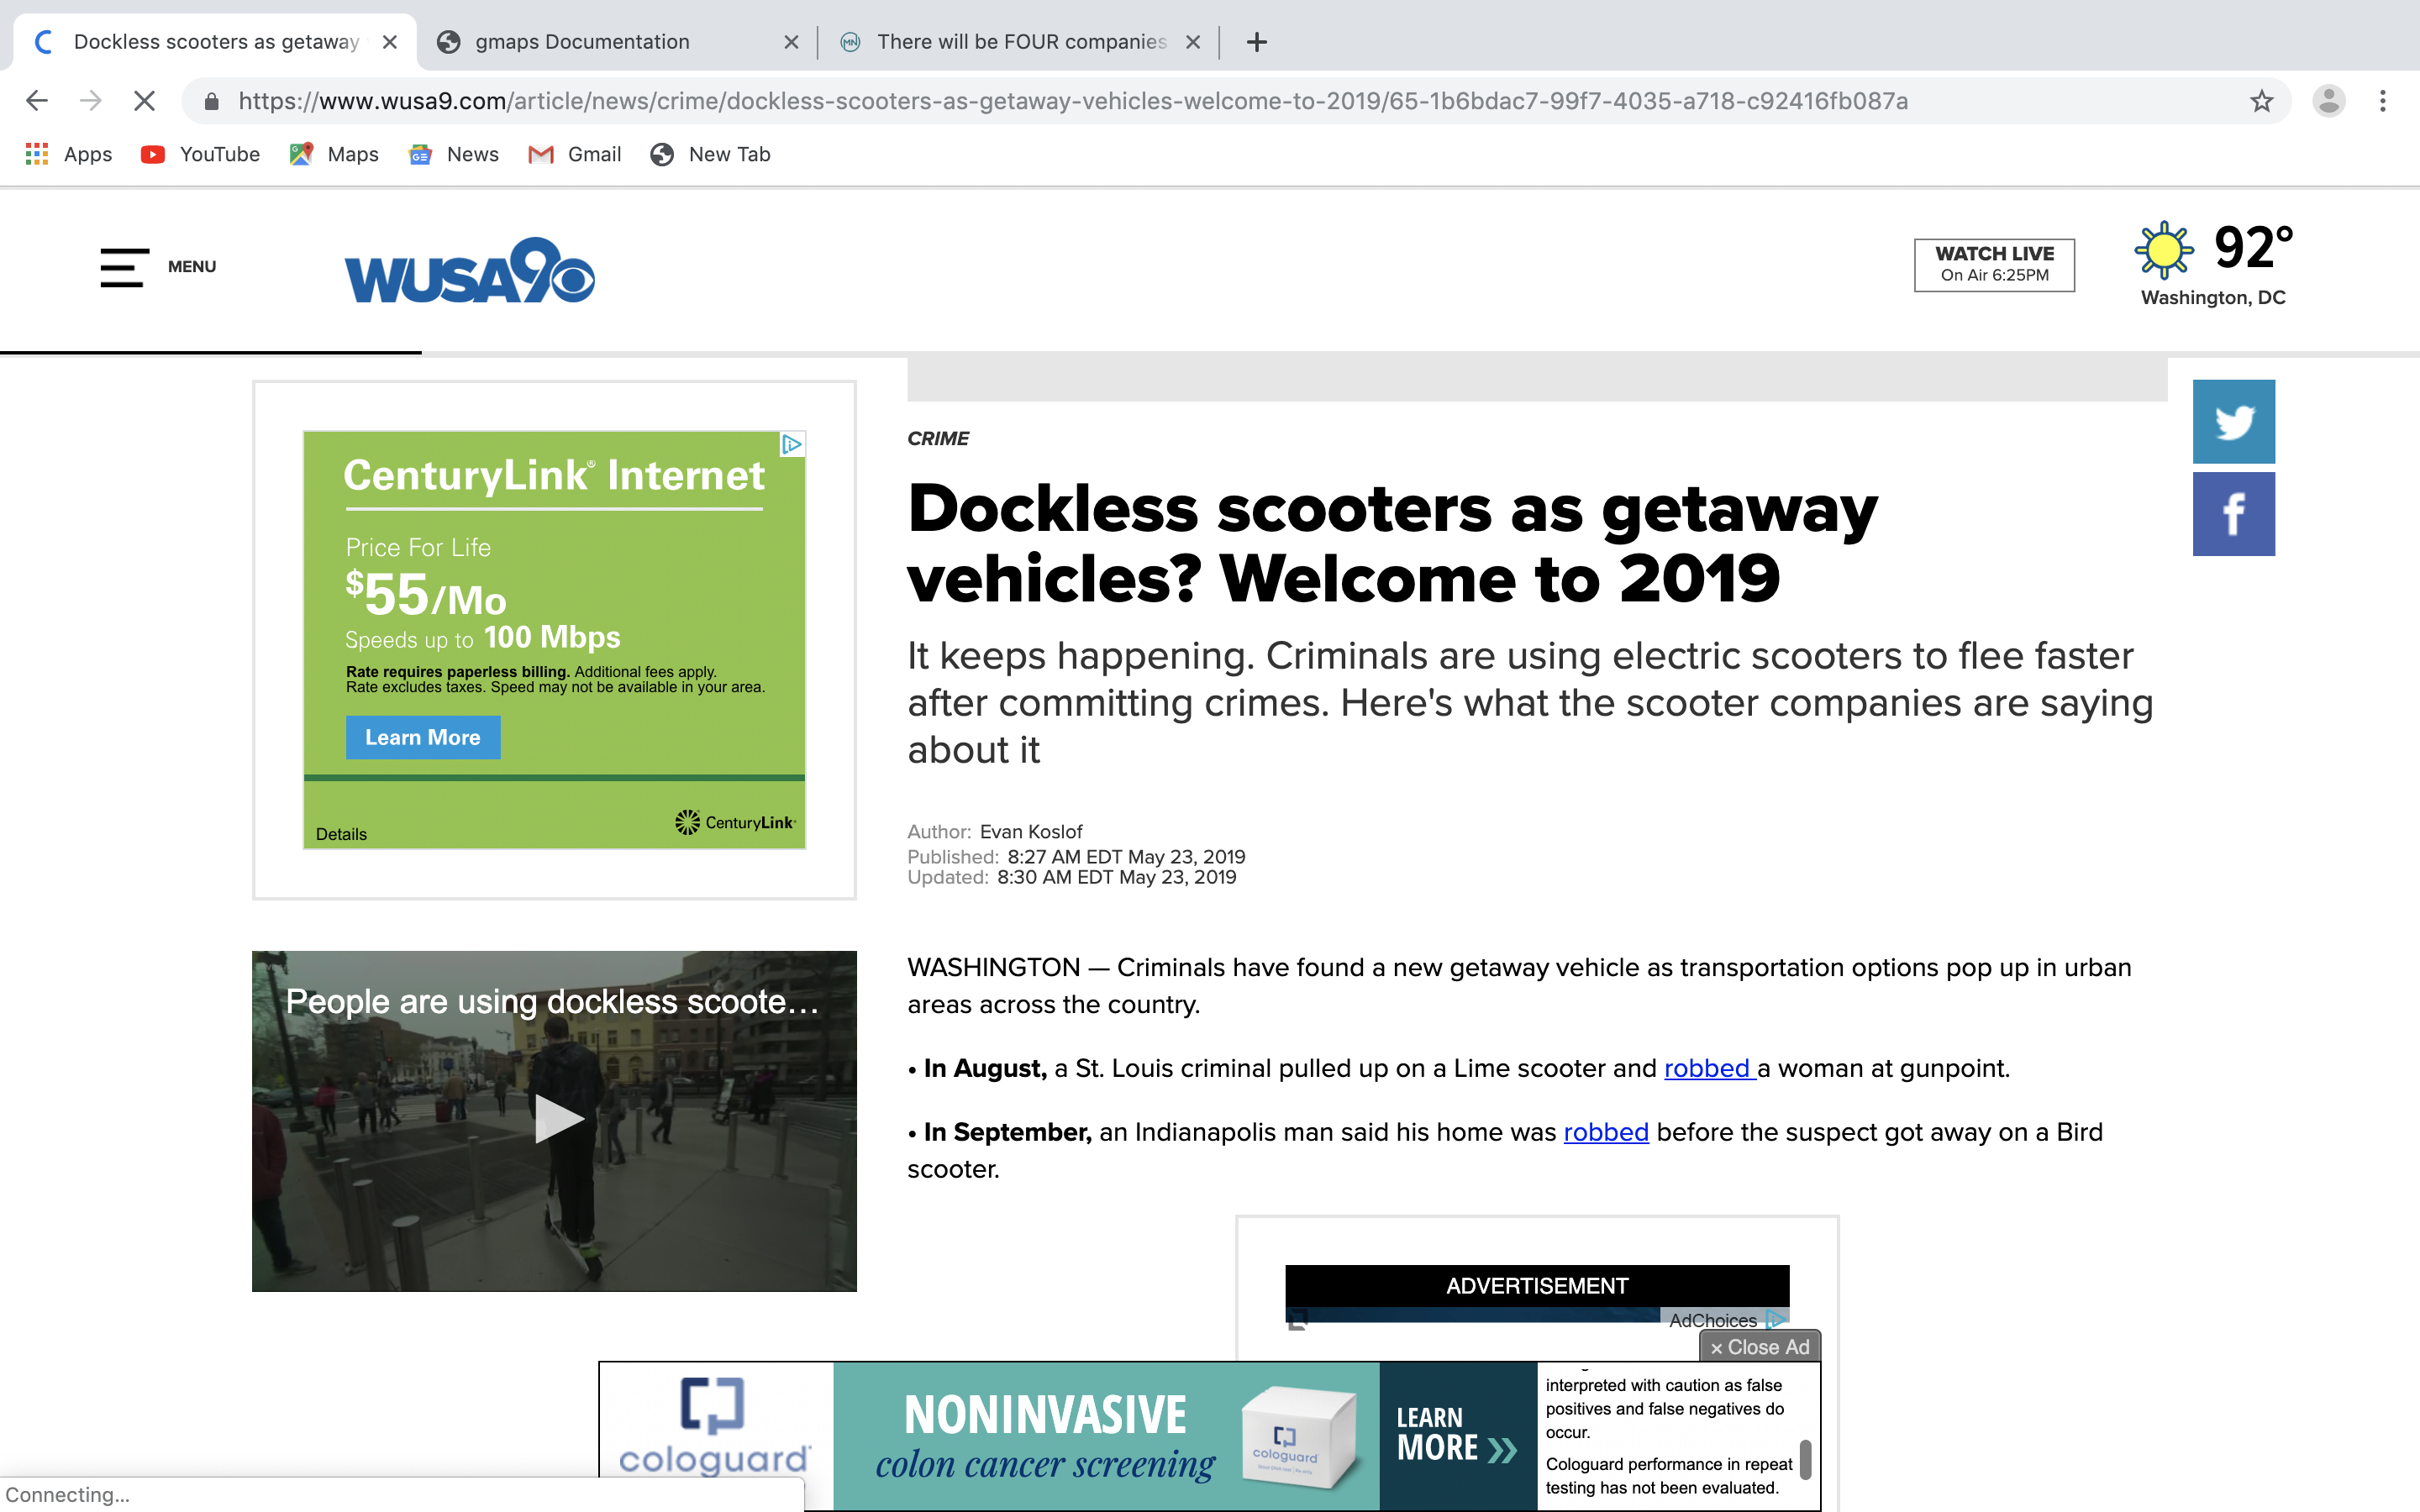 Dockless scooters as getaway
gmaps Documentation
There will be FOUR companies
https://www.wusa9.com/article/news/crime/dockless-scooters-as-getaway-vehicles-welcome-to-2019/65-1b6bdac7-99f7-4035-a718-c92416fb087a
Apps YouTube Maps News Gmail New Tab
MENU
WUSA9
WATCH LIVE
On Air 6:25PM
92°
Washington, DC
CenturyLink® Internet
Price For Life
$55/Mo
Speeds up to 100 Mbps
Rate requires paperless billing. Additional fees apply.
Rate excludes taxes. Speed may not be available in your area.
Learn More
Details
CenturyLink
People are using dockless scoote...
CRIME
Dockless scooters as getaway
vehicles? Welcome to 2019
It keeps happening. Criminals are using electric scooters to flee faster
after committing crimes. Here's what the scooter companies are saying
about it
Author: Evan Koslof
Published: 8:27 AM EDT May 23, 2019
Updated: 8:30 AM EDT May 23, 2019
WASHINGTON — Criminals have found a new getaway vehicle as transportation options pop up in urban
areas across the country.
• In August, a St. Louis criminal pulled up on a Lime scooter and robbed a woman at gunpoint.
• In September, an Indianapolis man said his home was robbed before the suspect got away on a Bird
scooter.
ADVERTISEMENT
AdChoices
× Close Ad
cologuard
NONINVASIVE
colon cancer screening
cologuard
LEARN
MORE »
interpreted with caution as false
positives and false negatives do
occur.
Cologuard performance in repeat
testing has not been evaluated.
Connecting...